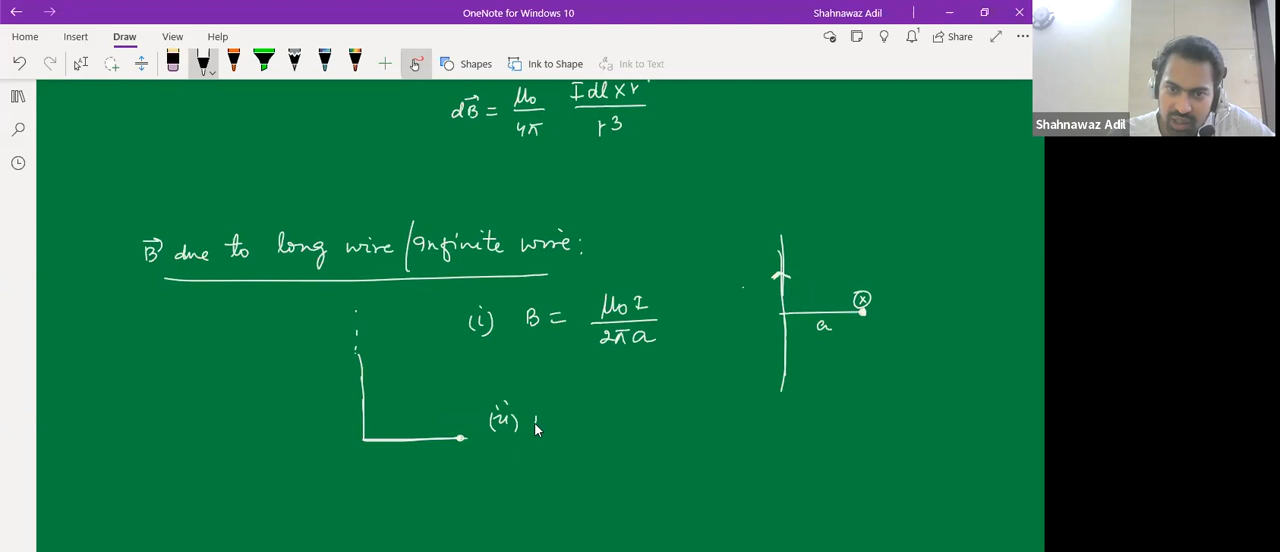 OneNote for Windows 10
Shahnawaz Adil
Home Insert Draw View Help
Shapes Ink to Shape Ink to Text Share
Shahnawaz Adil
dB⃗ = μ₀/4π I dl × r/r3
B⃗ due to long wire/Infinite wire:
(i) B = μ₀I/2πa
a
(ii)